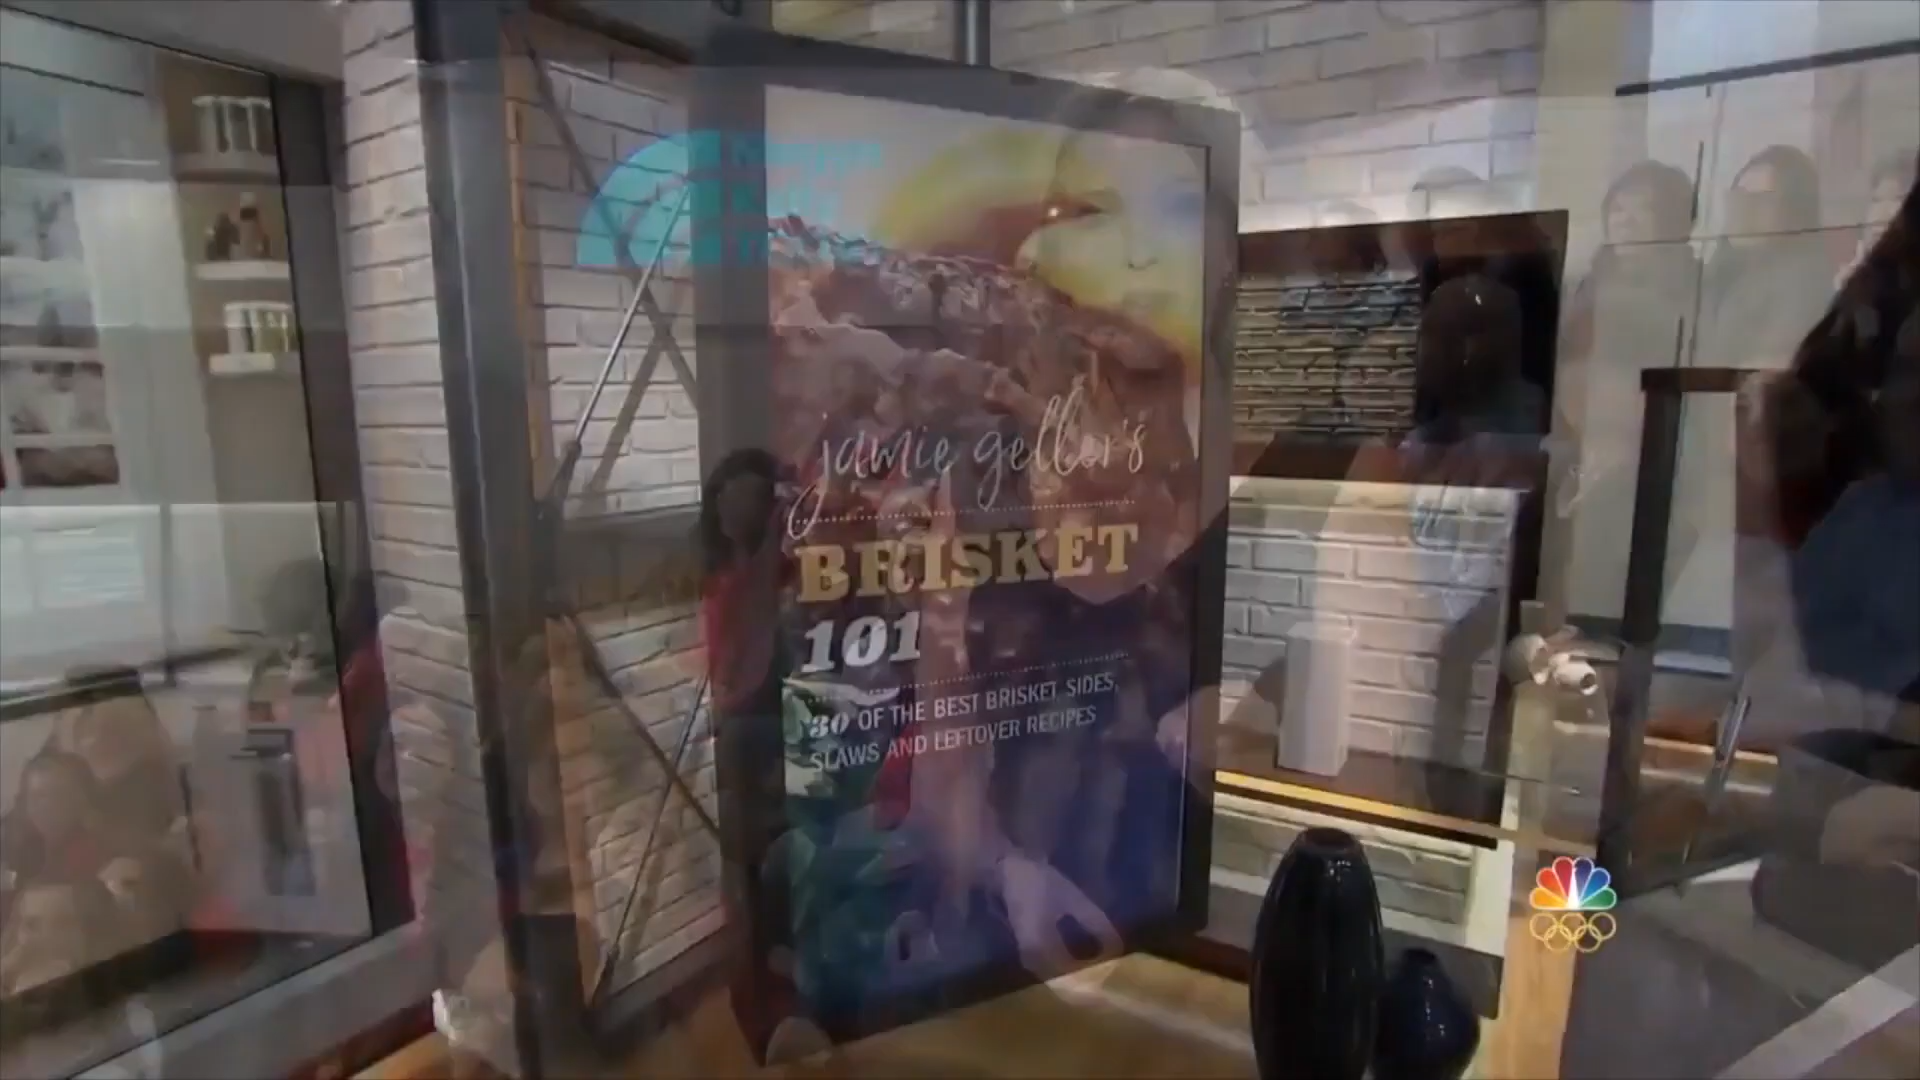 jamie geller's
BRISKET
101
30 OF THE BEST BRISKET, SIDES,
SLAWS AND LEFTOVER RECIPES